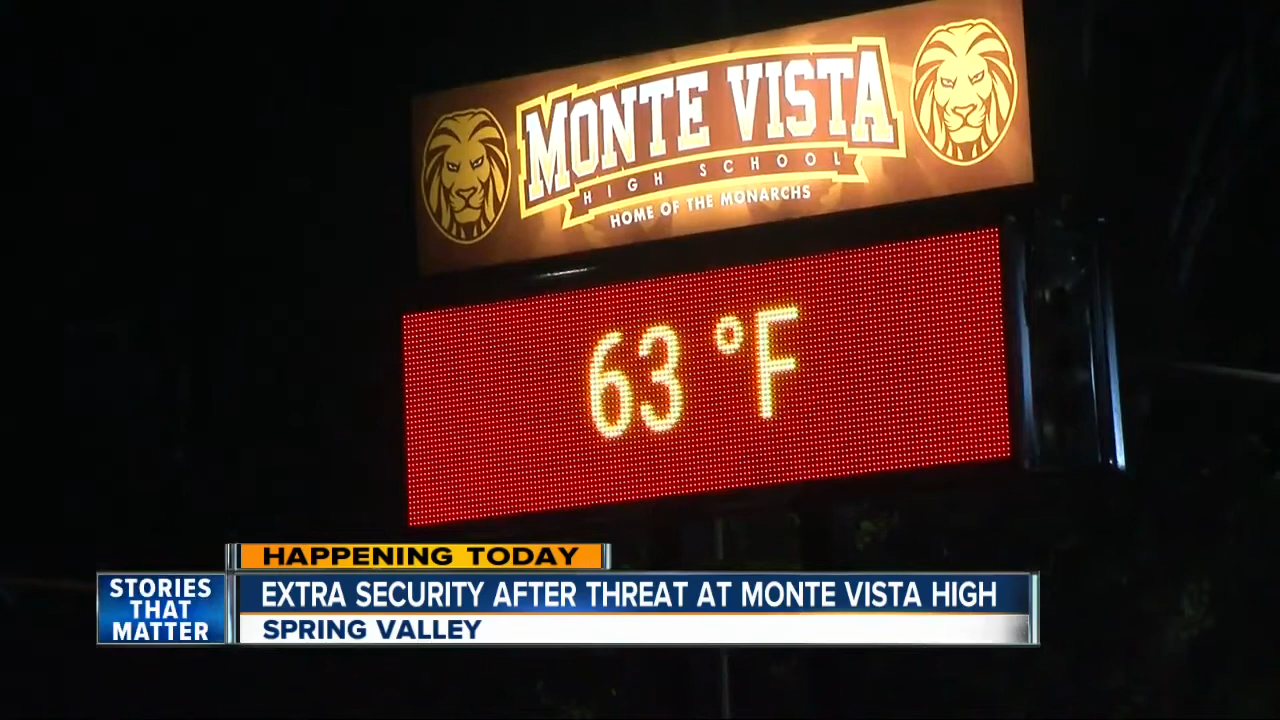 MONTE VISTA
HIGH SCHOOL
HOME OF THE MONARCHS
63 °F
HAPPENING TODAY
STORIES THAT MATTER
EXTRA SECURITY AFTER THREAT AT MONTE VISTA HIGH
SPRING VALLEY